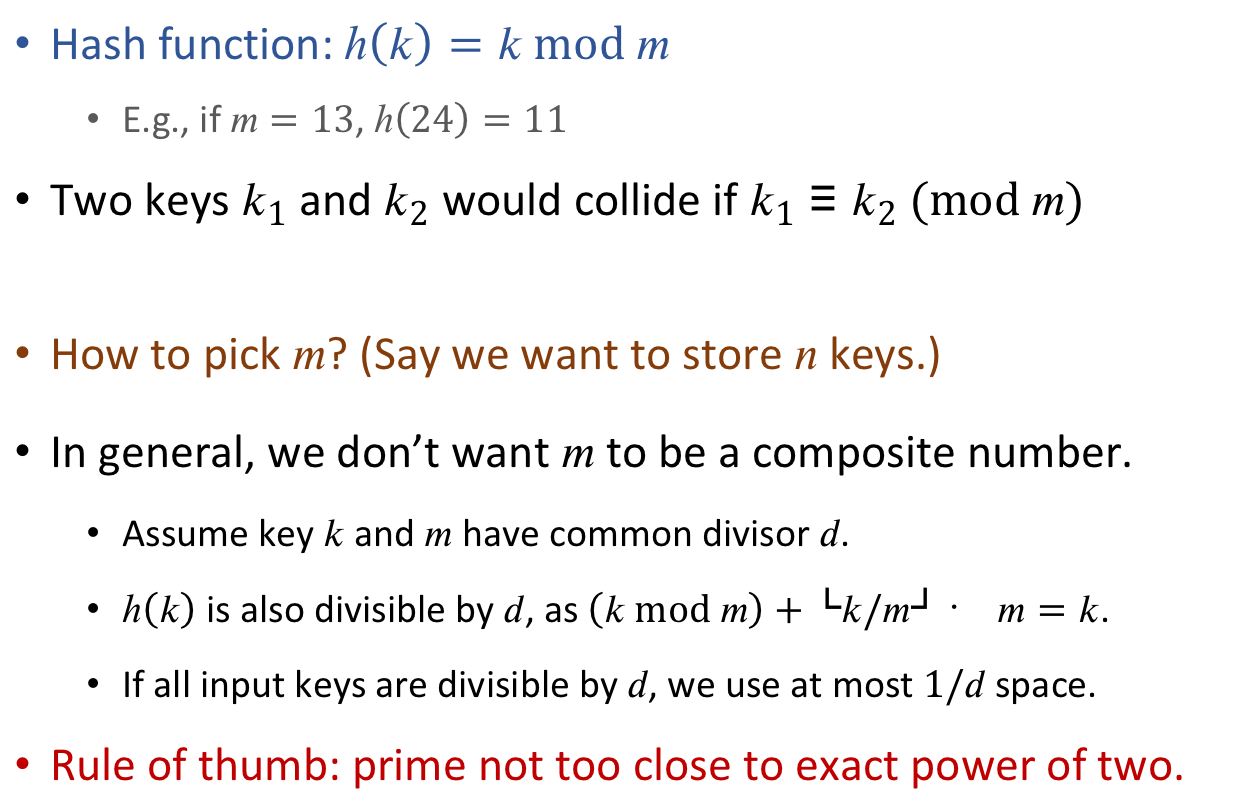 • Hash function: h(k) = k mod m
• E.g., if m = 13, h(24) = 11
• Two keys k₁ and k₂ would collide if k₁ ≡ k₂ (mod m)
• How to pick m? (Say we want to store n keys.)
• In general, we don’t want m to be a composite number.
• Assume key k and m have common divisor d.
• h(k) is also divisible by d, as (k mod m) + ⌊k/m⌋ · m = k.
• If all input keys are divisible by d, we use at most 1/d space.
• Rule of thumb: prime not too close to exact power of two.